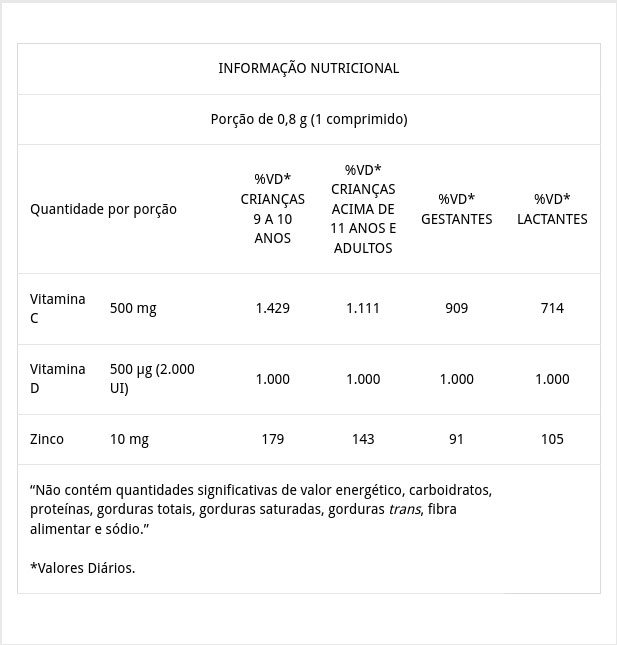 INFORMAÇÃO NUTRICIONAL
Porção de 0,8 g (1 comprimido)
Quantidade por porção
%VD*
CRIANÇAS
9 A 10
ANOS
%VD*
CRIANÇAS
ACIMA DE
11 ANOS E
ADULTOS
%VD*
GESTANTES
%VD*
LACTANTES
Vitamina
C
500 mg
1.429
1.111
909
714
Vitamina
D
500 µg (2.000
UI)
1.000
1.000
1.000
1.000
Zinco
10 mg
179
143
91
105
“Não contém quantidades significativas de valor energético, carboidratos,
proteínas, gorduras totais, gorduras saturadas, gorduras trans, fibra
alimentar e sódio.”
*Valores Diários.